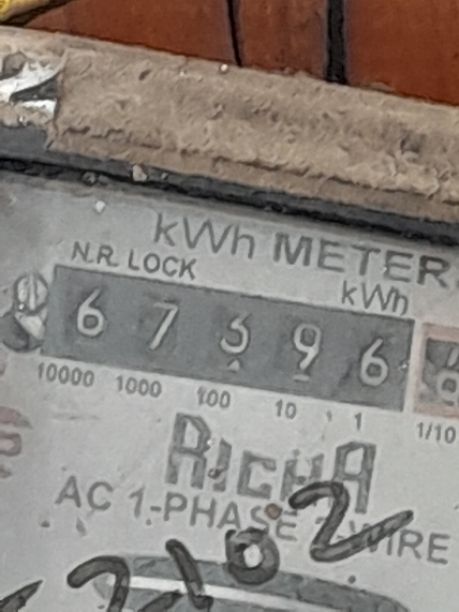 kWh METER
N.R. LOCK
kWh
6 7 5 9 6
10000 1000 100 10 1 1/10
RICHA
AC 1-PHASE 2-WIRE